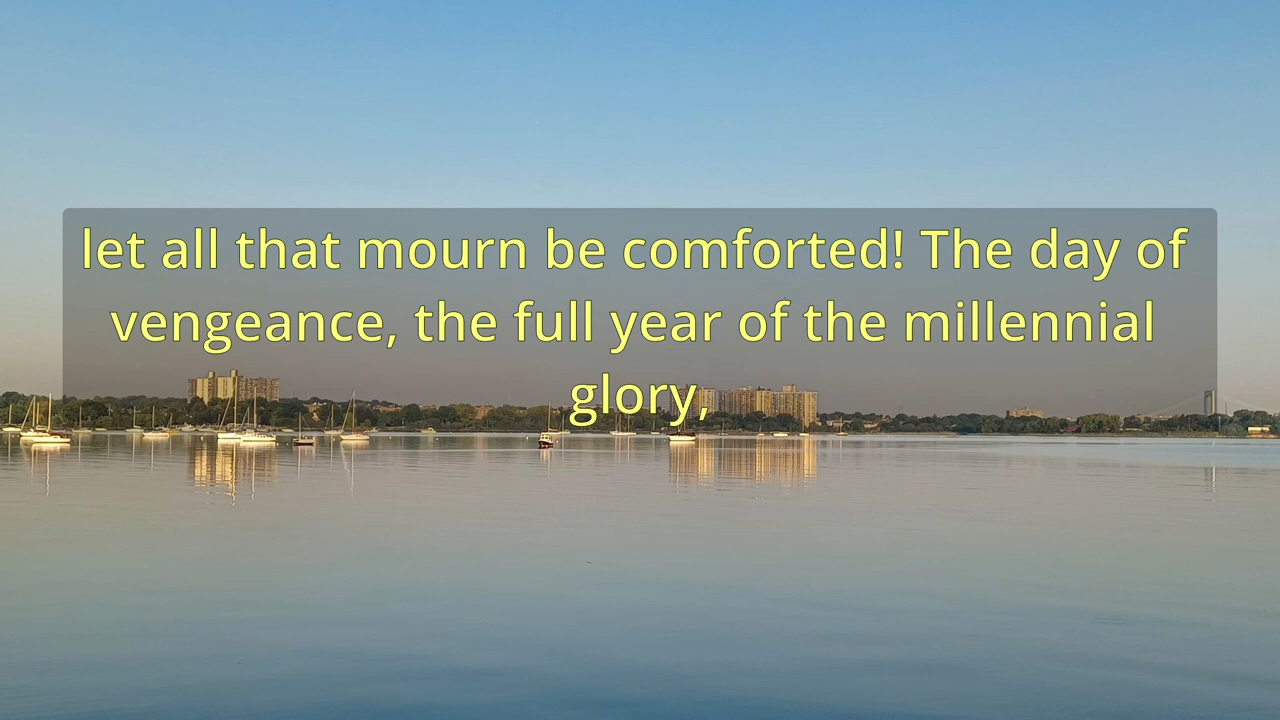 let all that mourn be comforted! The day of
vengeance, the full year of the millennial
glory,